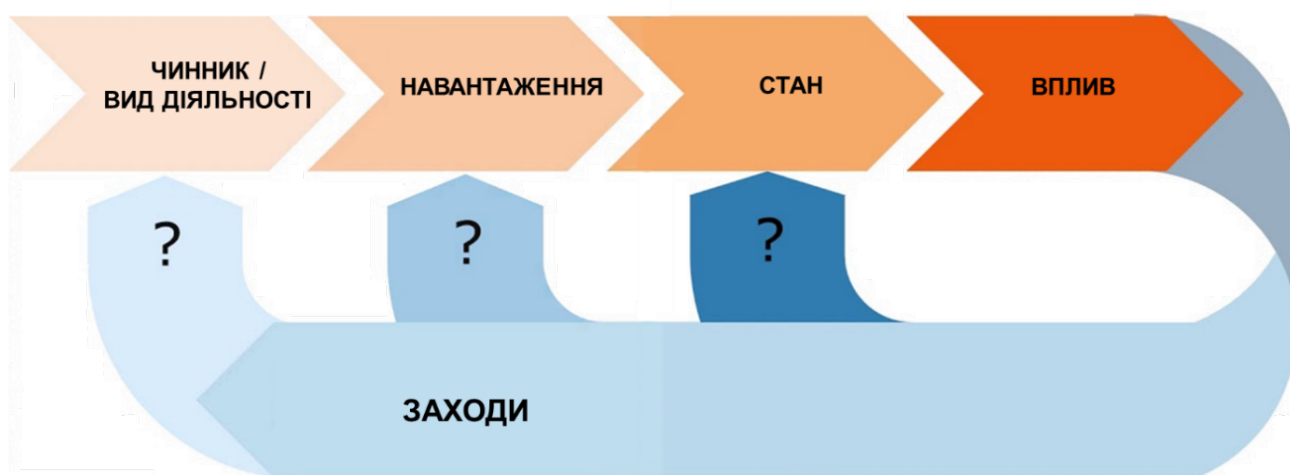 ЧИННИК /
ВИД ДІЯЛЬНОСТІ
НАВАНТАЖЕННЯ
СТАН
ВПЛИВ
?
?
?
ЗАХОДИ